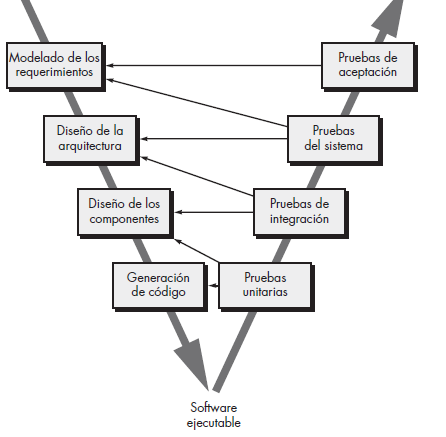 Modelado de los
requerimientos
Pruebas de
aceptación
Diseño de la
arquitectura
Pruebas
del sistema
Diseño de los
componentes
Pruebas de
integración
Generación
de código
Pruebas
unitarias
Software
ejecutable